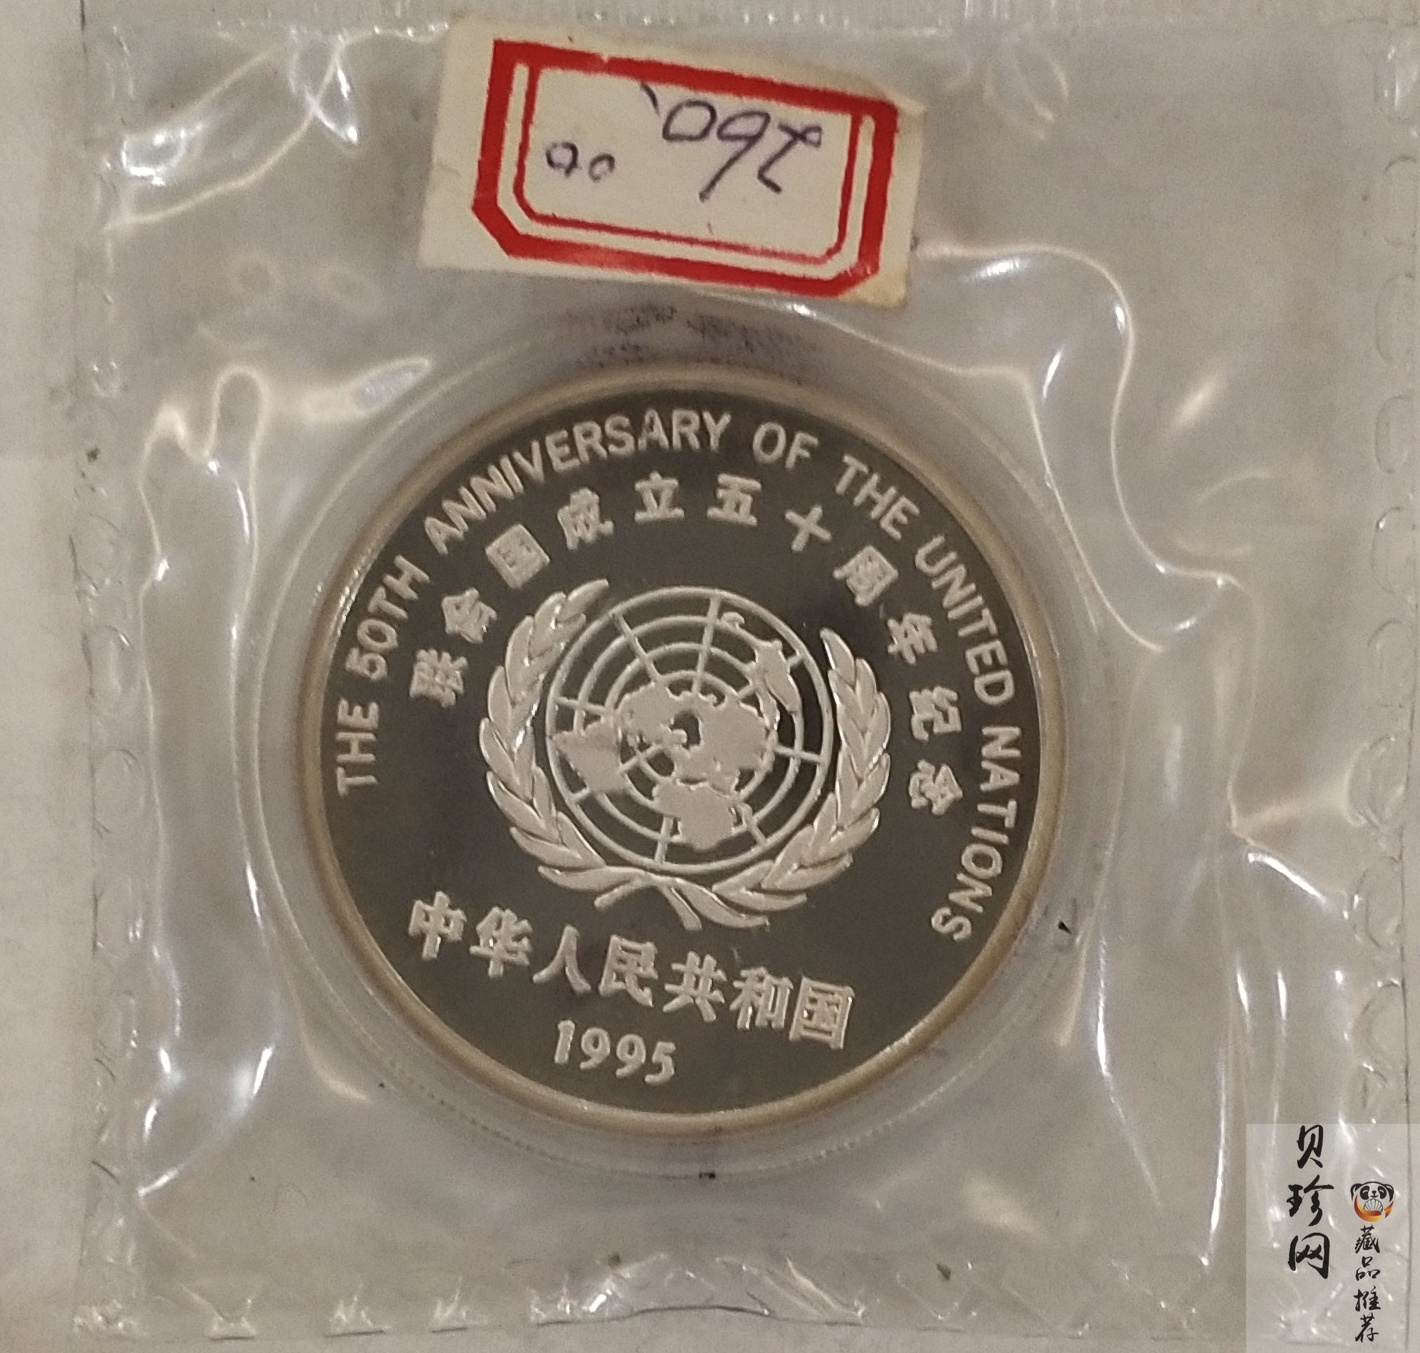 260.00
THE 50TH ANNIVERSARY OF THE UNITED NATIONS
联合国成立五十周年纪念
中华人民共和国
1995
贝珍网
藏品推荐